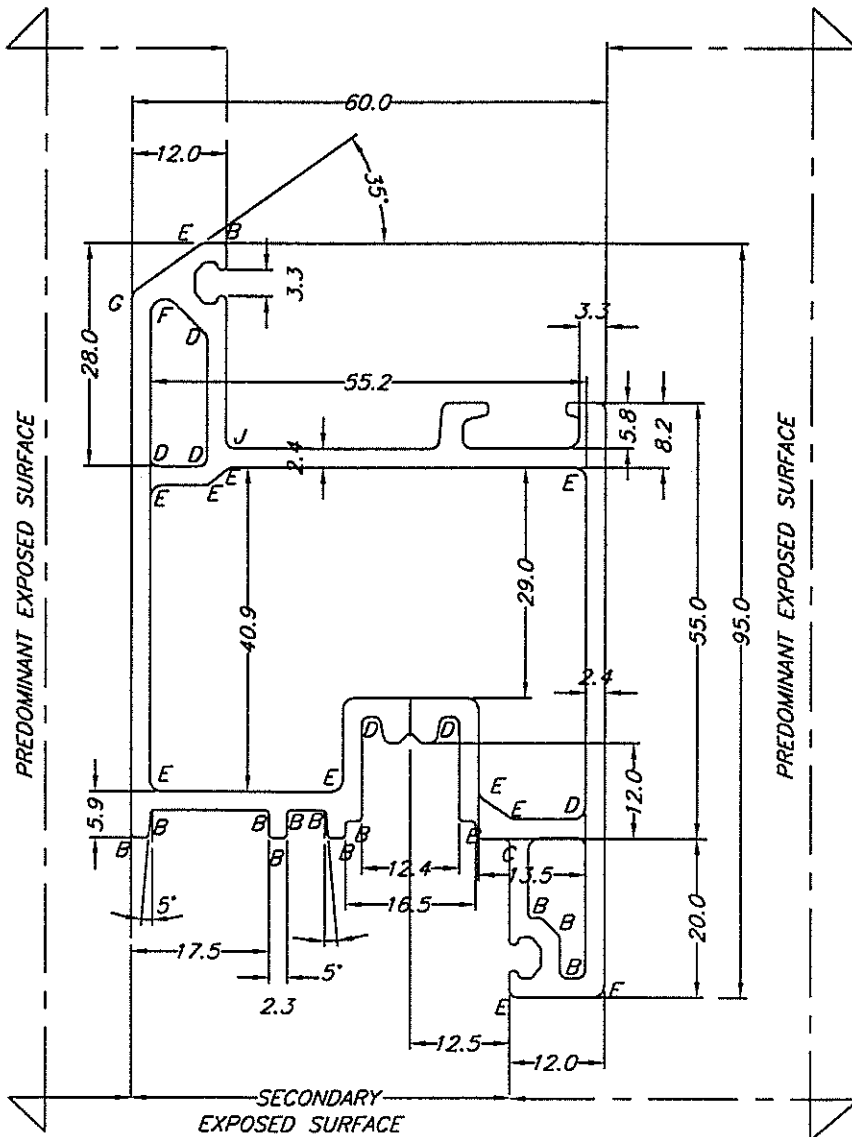 60.0
12.0
35°
E
B
3.3
G
F
D
28.0
3.3
55.2
5.8
8.2
J
2.4
D
D
E
E
E
E
PREDOMINANT EXPOSED SURFACE
PREDOMINANT EXPOSED SURFACE
40.9
29.0
55.0
95.0
2.4
D
D
12.0
E
E
E
E
D
5.9
B
B
B
B
B
B
B
B
B
C
12.4
13.5
16.5
5°
17.5
5°
2.3
B
B
B
20.0
E
E
12.5
12.0
SECONDARY
EXPOSED SURFACE